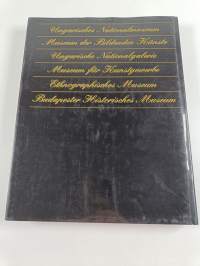 Ungarisches Nationalmuseum
Museum der Bildenden Künste
Ungarische Nationalgalerie
Museum für Kunstgewerbe
Ethnographisches Museum
Budapester Historisches Museum